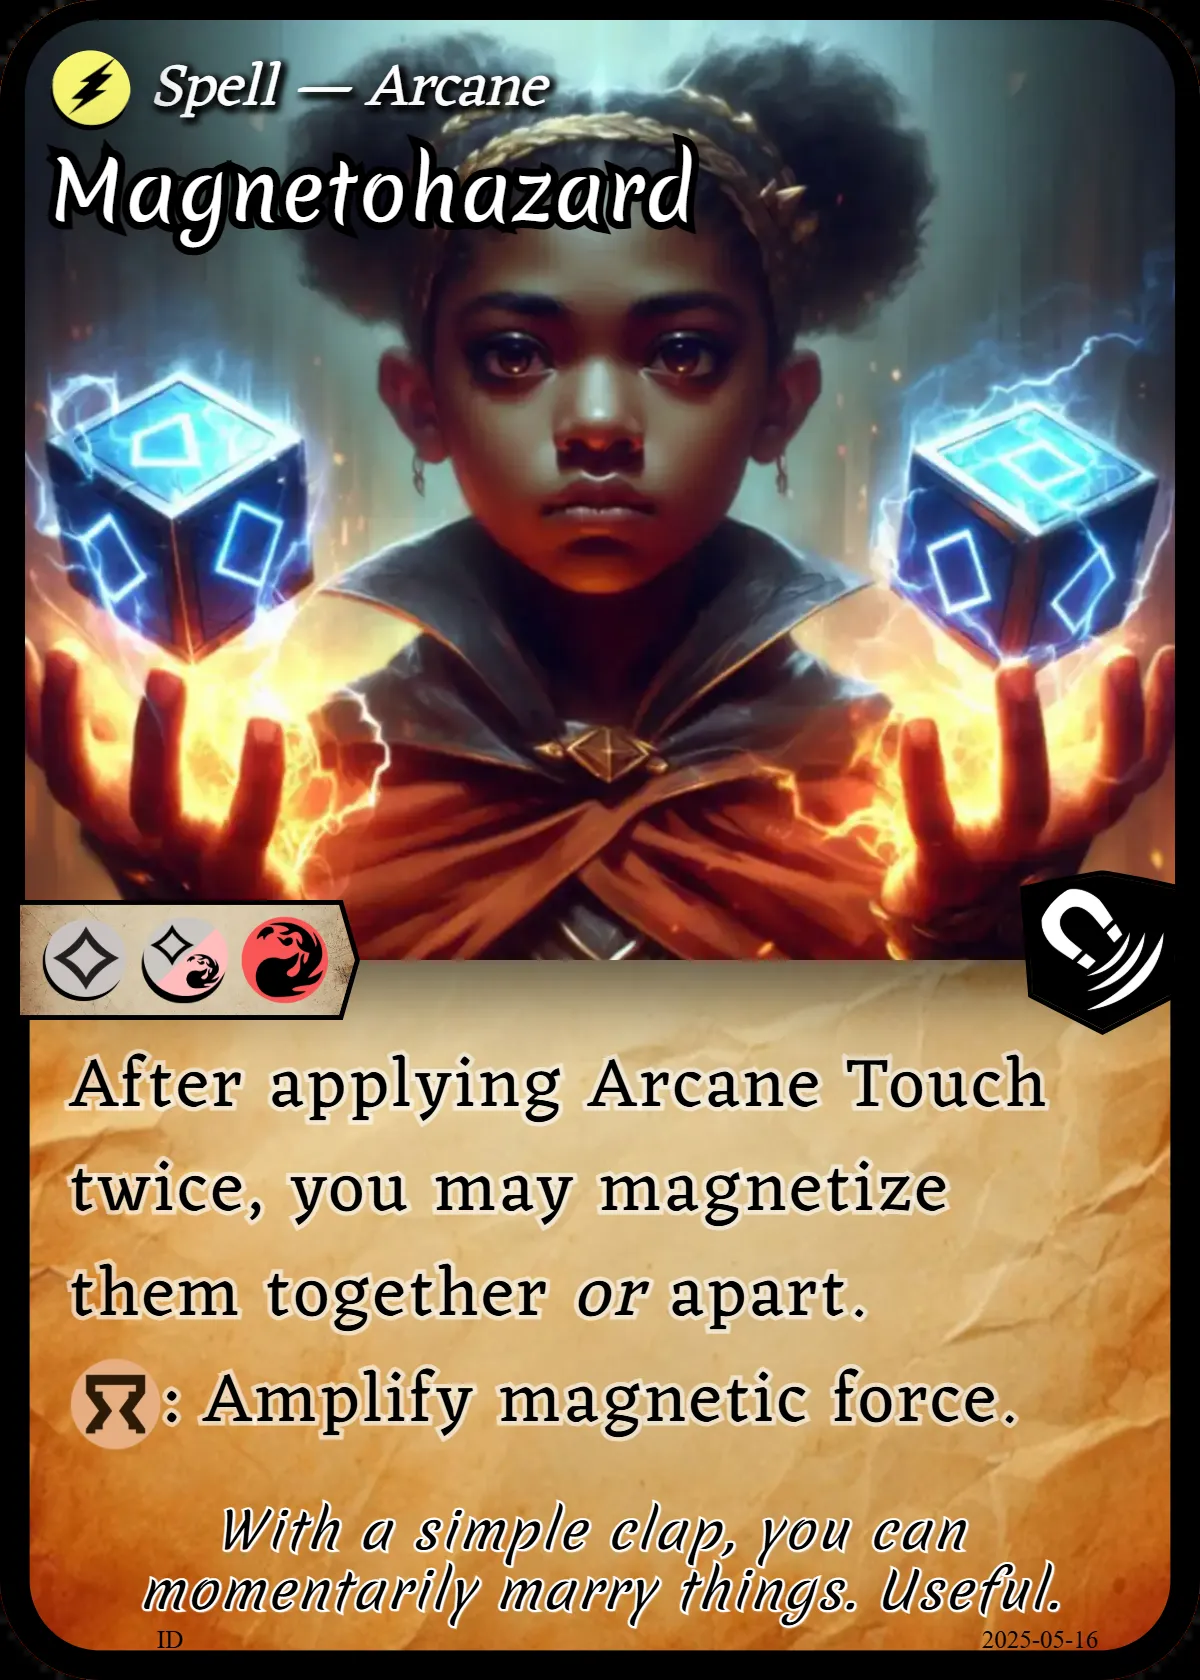 Spell — Arcane
Magnetohazard
After applying Arcane Touch
twice, you may magnetize
them together or apart.
: Amplify magnetic force.
With a simple clap, you can
momentarily marry things. Useful.
ID
2025-05-16